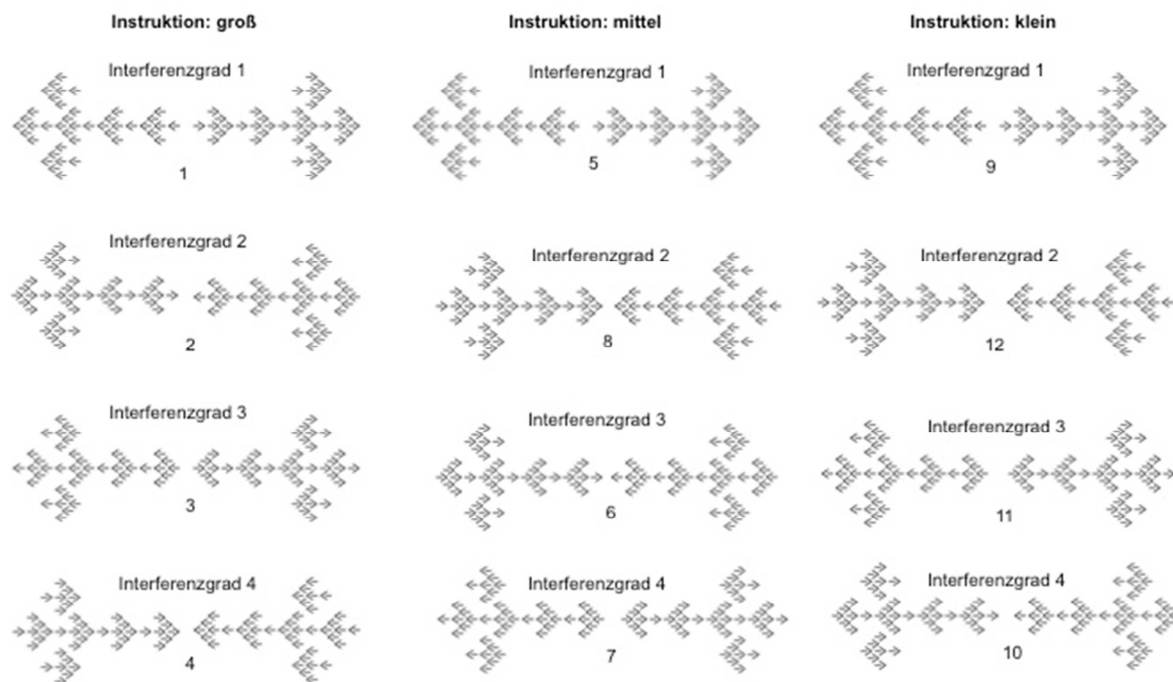 Instruktion: groß
Instruktion: mittel
Instruktion: klein
Interferenzgrad 1
Interferenzgrad 1
Interferenzgrad 1
1
5
9
Interferenzgrad 2
Interferenzgrad 2
Interferenzgrad 2
2
8
12
Interferenzgrad 3
Interferenzgrad 3
Interferenzgrad 3
3
6
11
Interferenzgrad 4
Interferenzgrad 4
Interferenzgrad 4
4
7
10